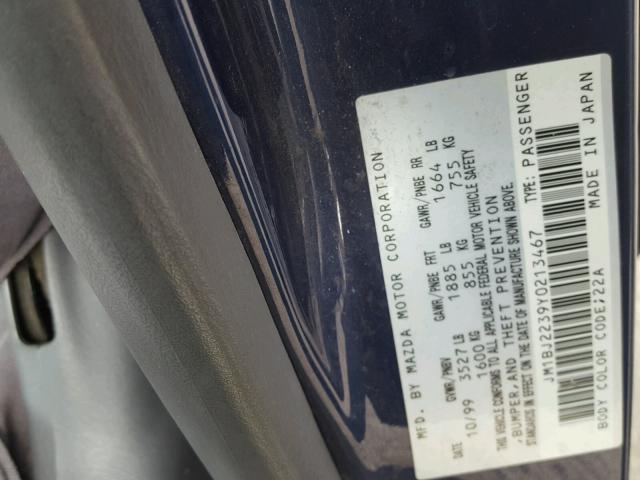 MFD. BY MAZDA MOTOR CORPORATION
DATE GVWR/PNBV GAWR/PNBE FRT GAWR/PNBE RR
10/99 3527 LB 1885 LB 1664 LB
1600 KG 855 KG 755 KG
THIS VEHICLE CONFORMS TO ALL APPLICABLE FEDERAL MOTOR VEHICLE SAFETY
,BUMPER,AND THEFT PREVENTION
STANDARDS IN EFFECT ON THE DATE OF MANUFACTURE SHOWN ABOVE.
JM1BJ2239Y0213467 TYPE: PASSENGER
BODY COLOR CODE;22A MADE IN JAPAN